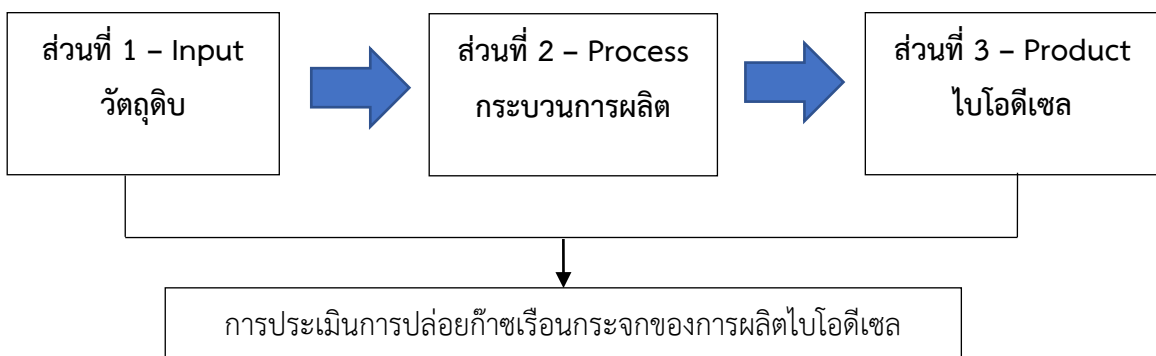 ส่วนที่ 1 – Input
วัตถุดิบ
ส่วนที่ 2 – Process
กระบวนการผลิต
ส่วนที่ 3 – Product
ไบโอดีเซล
การประเมินการปล่อยก๊าซเรือนกระจกของการผลิตไบโอดีเซล